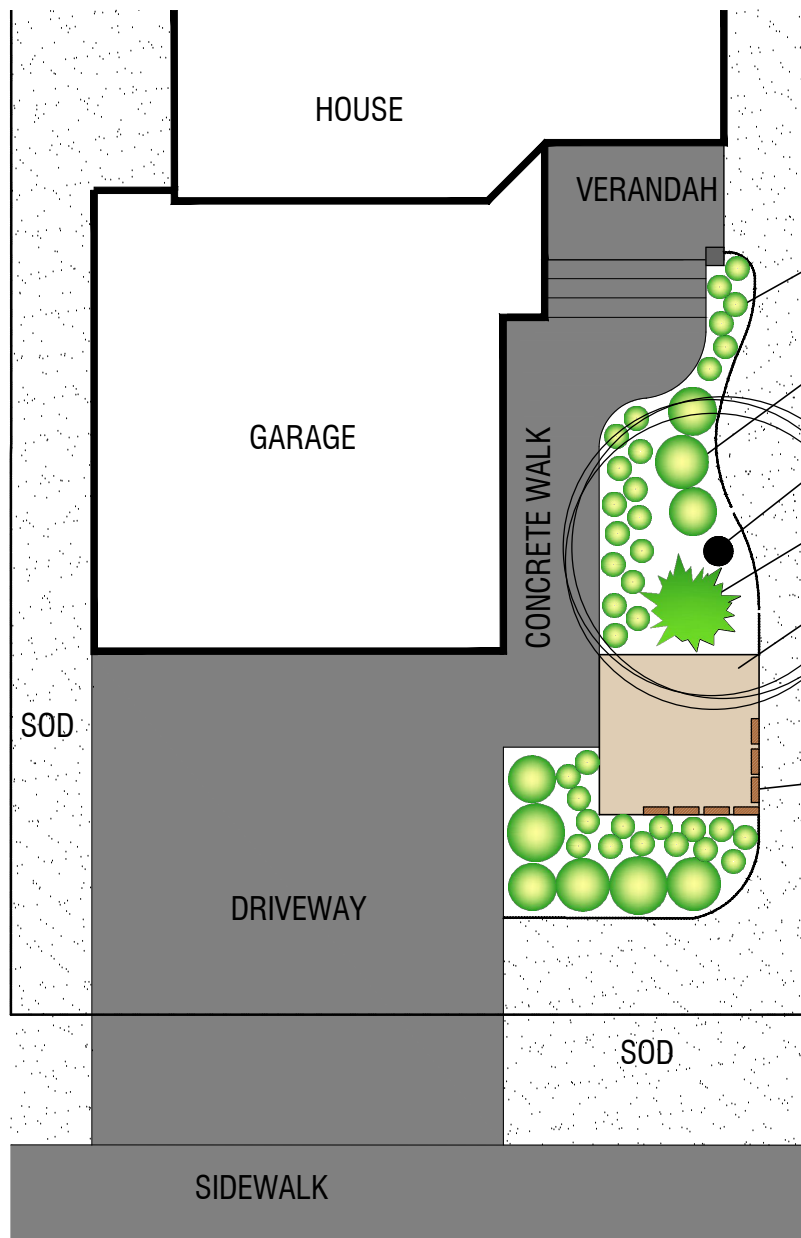 HOUSE
VERANDAH
GARAGE
CONCRETE WALK
SOD
DRIVEWAY
SOD
SIDEWALK